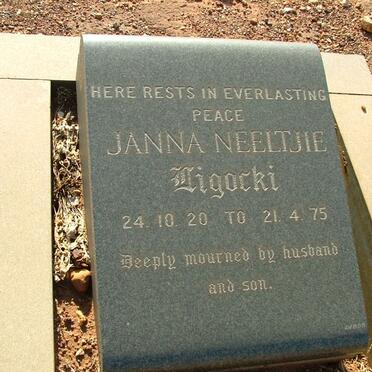 HERE RESTS IN EVERLASTING
PEACE
JANNA NEELTJIE
Ligocki
24.10.20 TO 21.4.75
Deeply mourned by husband
and son.